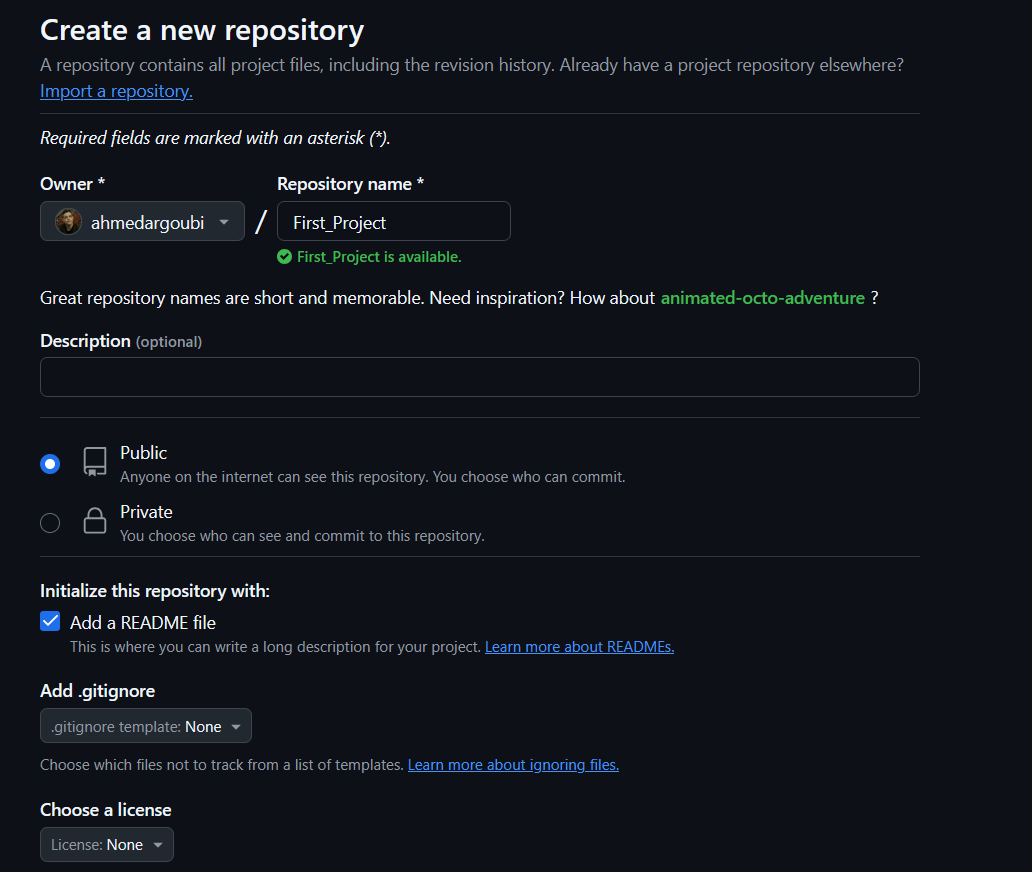 Create a new repository
A repository contains all project files, including the revision history. Already have a project repository elsewhere?
Import a repository.
Required fields are marked with an asterisk (*).
Owner *
Repository name *
ahmedargoubi
/
First_Project
First_Project is available.
Great repository names are short and memorable. Need inspiration? How about animated-octo-adventure ?
Description (optional)
Public
Anyone on the internet can see this repository. You choose who can commit.
Private
You choose who can see and commit to this repository.
Initialize this repository with:
Add a README file
This is where you can write a long description for your project. Learn more about READMEs.
Add .gitignore
.gitignore template: None
Choose which files not to track from a list of templates. Learn more about ignoring files.
Choose a license
License: None